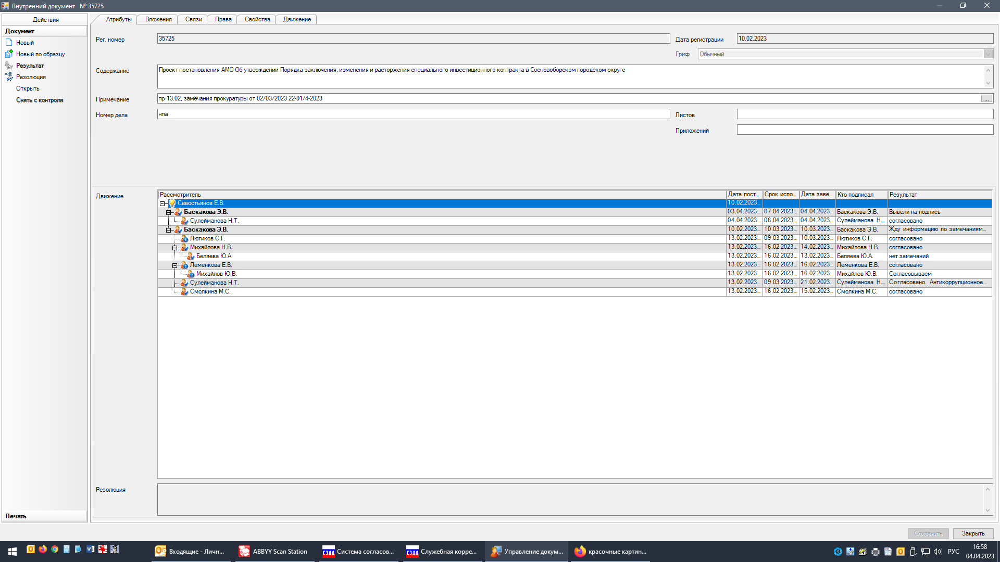 Внутренний документ № 35725
Действия
Документ
Новый
Новый по образцу
Результат
Резолюция
Открыть
Снять с контроля
Печать
Атрибуты Вложения Связи Права Свойства Движение
Рег. номер 35725 Дата регистрации 10.02.2023
Гриф Обычный
Содержание Проект постановления АМО Об утверждении Порядка заключения, изменения и расторжения специального инвестиционного контракта в Сосновоборском городском округе
Примечание пр 13.02, замечания прокуратуры от 02/03/2023 22-91/4-2023 ...
Номер дела нпа Листов
Приложений
Движение
Рассмотритель Дата пост... Срок испо... Дата заве... Кто подписал Результат
Севостьянов Е.В. 10.02.2023...
Баскакова Э.В. 03.04.2023... 07.04.2023... 04.04.2023... Баскакова Э.В. Вывели на подпись
Сулейманова Н.Т. 04.04.2023... 06.04.2023... 04.04.2023... Сулейманова Н... согласовано
Баскакова Э.В. 10.02.2023... 10.03.2023... 10.03.2023... Баскакова Э.В. Жду информацию по замечаниям...
Лютиков С.Г. 13.02.2023... 09.03.2023... 10.03.2023... Лютиков С.Г. согласовано
Михайлова Н.В. 13.02.2023... 16.02.2023... 14.02.2023... Михайлова Н.В. согласовано
Беляева Ю.А. 13.02.2023... 16.02.2023... 13.02.2023... Беляева Ю.А. нет замечаний
Леменкова Е.В. 13.02.2023... 16.02.2023... 16.02.2023... Леменкова Е.В. согласовано
Михайлов Ю.В. 13.02.2023... 16.02.2023... 16.02.2023... Михайлов Ю.В. Согласовываем
Сулейманова Н.Т. 13.02.2023... 09.03.2023... 21.02.2023... Сулейманова Н... Согласовано. Антикоррупционное...
Смолкина М.С. 13.02.2023... 16.02.2023... 15.02.2023... Смолкина М.С. согласовано
Резолюция
Сохранить Закрыть
Входящие - Личн... ABBYY Scan Station Система согласов... Служебная корре... Управление докум... красочные картин... РУС 16:58
04.04.2023